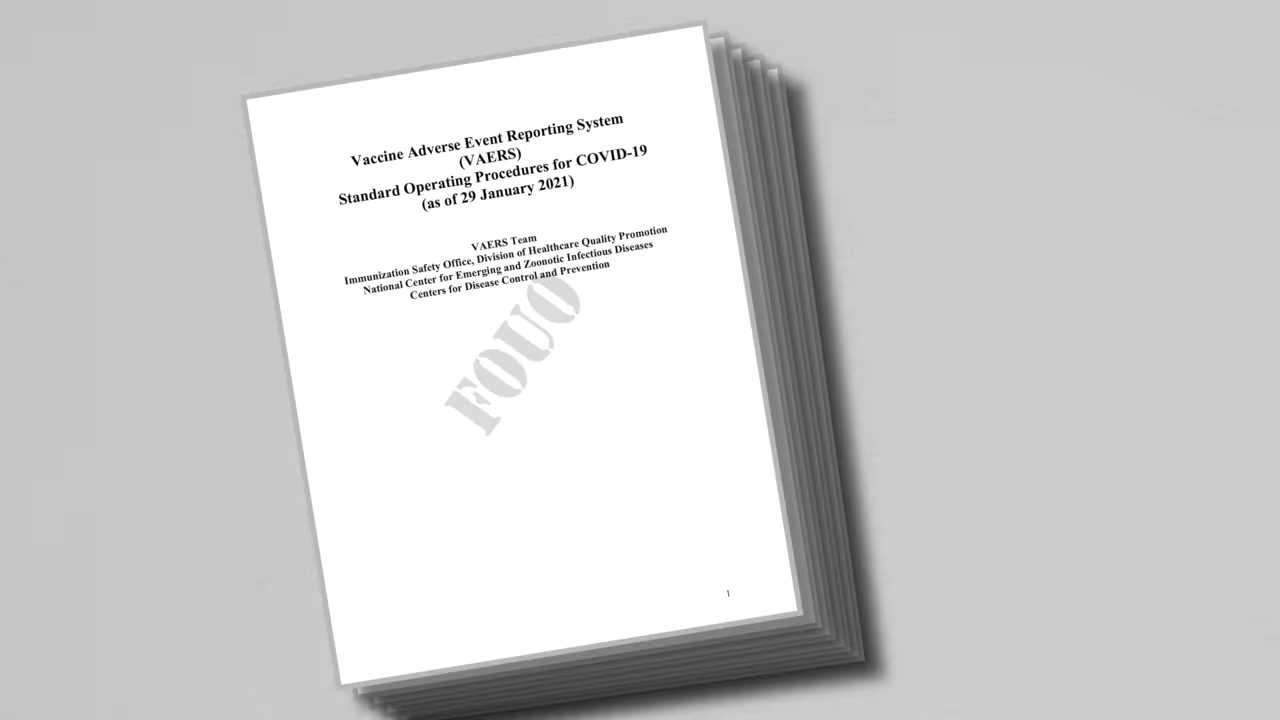 Vaccine Adverse Event Reporting System
(VAERS)
Standard Operating Procedures for COVID-19
(as of 29 January 2021)
VAERS Team
Immunization Safety Office, Division of Healthcare Quality Promotion
National Center for Emerging and Zoonotic Infectious Diseases
Centers for Disease Control and Prevention
FOUO
1